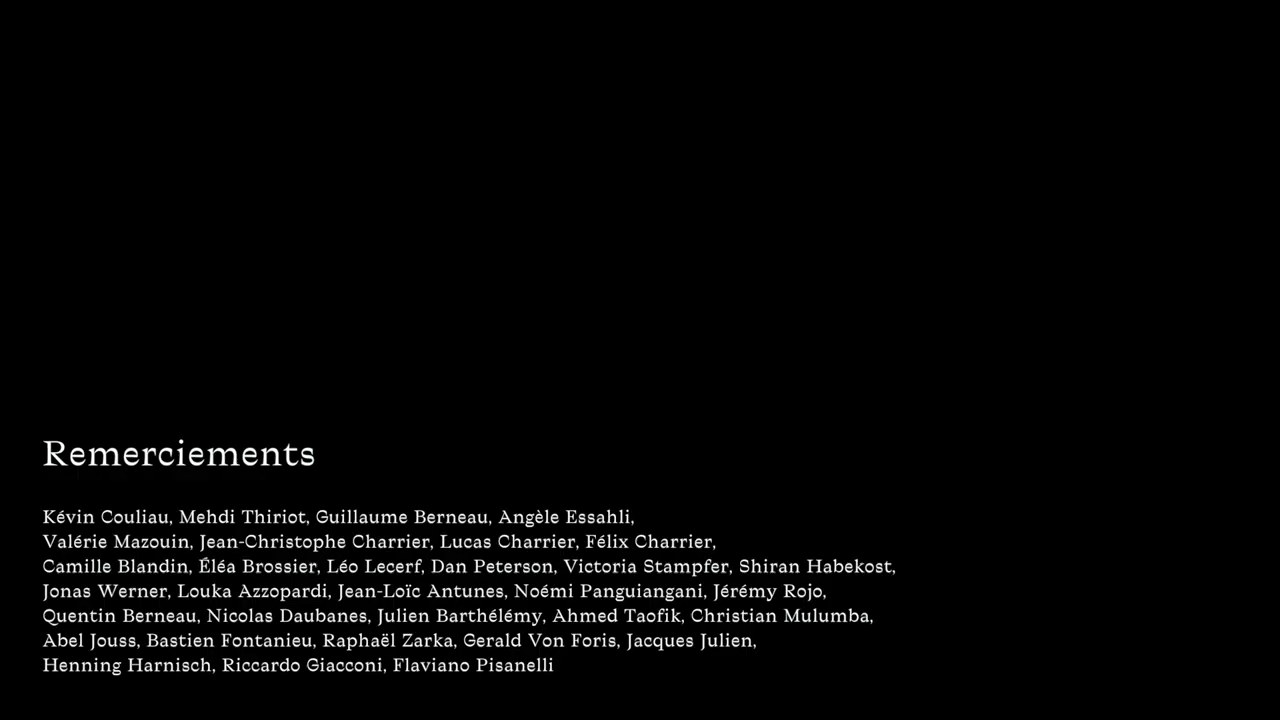 Remerciements
Kévin Couliau, Mehdi Thiriot, Guillaume Berneau, Angèle Essahli,
Valérie Mazouin, Jean-Christophe Charrier, Lucas Charrier, Félix Charrier,
Camille Blandin, Éléa Brossier, Léo Lecerf, Dan Peterson, Victoria Stampfer, Shiran Habekost,
Jonas Werner, Louka Azzopardi, Jean-Loïc Antunes, Noémi Panguiangani, Jérémy Rojo,
Quentin Berneau, Nicolas Daubanes, Julien Barthélémy, Ahmed Taofik, Christian Mulumba,
Abel Jouss, Bastien Fontanieu, Raphaël Zarka, Gerald Von Foris, Jacques Julien,
Henning Harnisch, Riccardo Giacconi, Flaviano Pisanelli